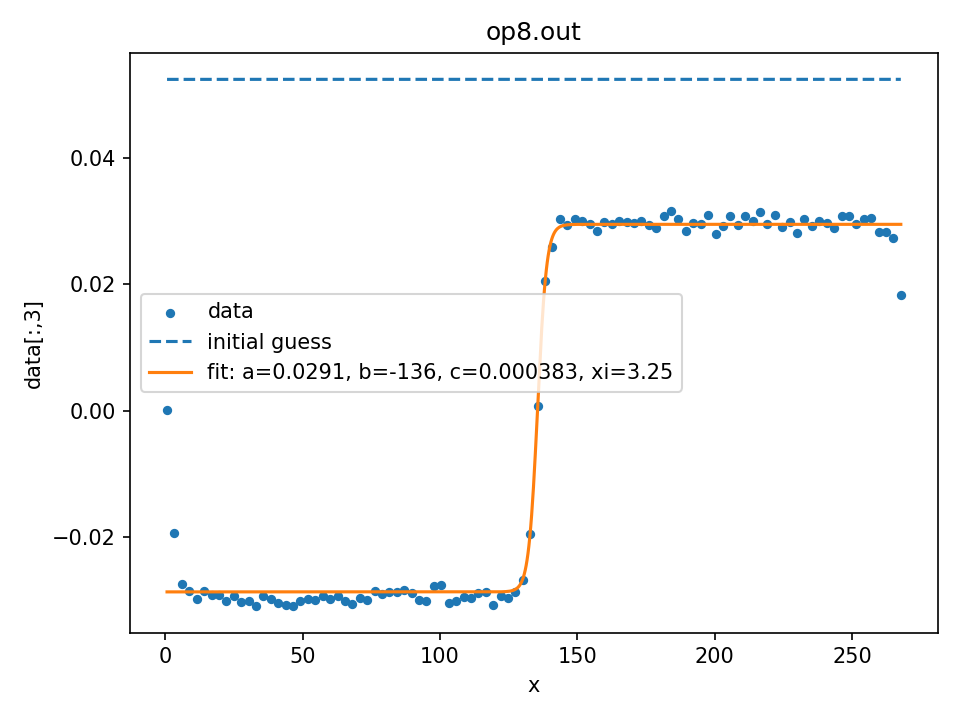 op8.out
data[:,3]
0.04
0.02
0.00
−0.02
data
initial guess
fit: a=0.0291, b=-136, c=0.000383, xi=3.25
0 50 100 150 200 250
x